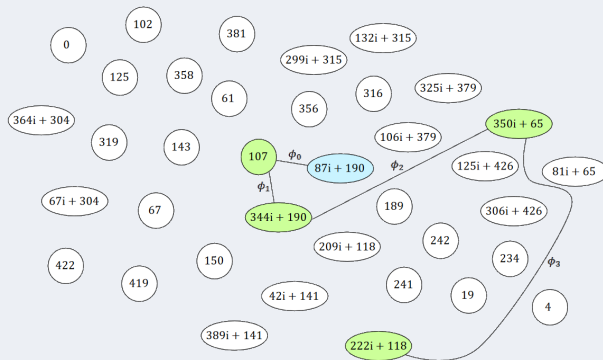 0
102
381
132i + 315
299i + 315
125
358
61
356
316
325i + 379
364i + 304
319
143
107
ϕ₀
87i + 190
106i + 379
ϕ₂
350i + 65
125i + 426
81i + 65
ϕ₁
67i + 304
67
344i + 190
189
306i + 426
422
419
150
209i + 118
242
234
ϕ₃
42i + 141
241
19
4
389i + 141
222i + 118